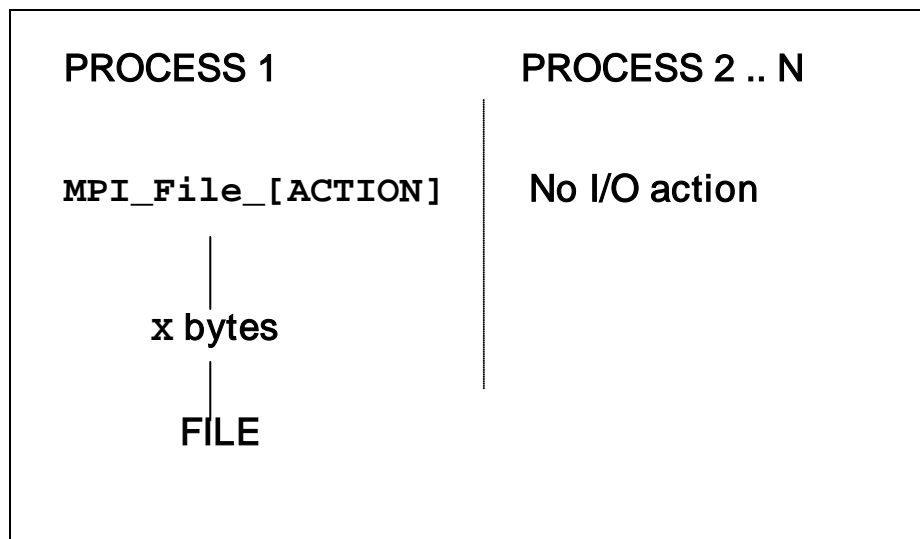 PROCESS 1
PROCESS 2 .. N
MPI_File_[ACTION]
No I/O action
x bytes
FILE